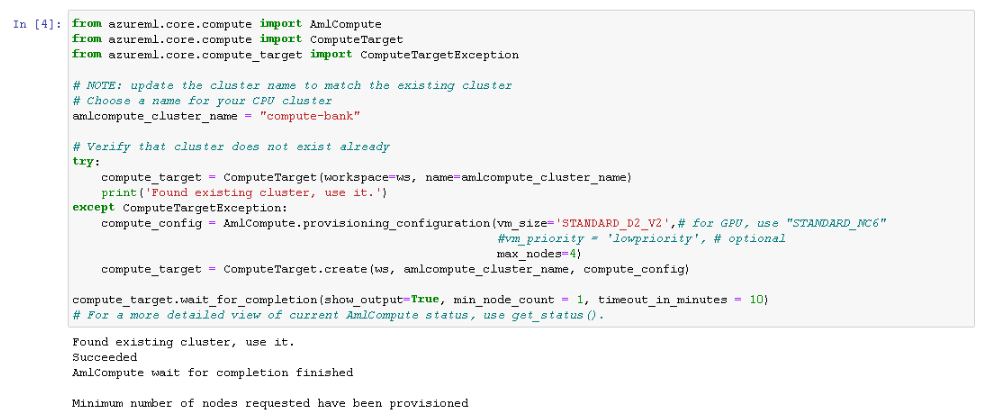 In [4]: from azureml.core.compute import AmlCompute
from azureml.core.compute import ComputeTarget
from azureml.core.compute_target import ComputeTargetException
# NOTE: update the cluster name to match the existing cluster
# Choose a name for your CPU cluster
amlcompute_cluster_name = "compute-bank"
# Verify that cluster does not exist already
try:
    compute_target = ComputeTarget(workspace=ws, name=amlcompute_cluster_name)
    print('Found existing cluster, use it.')
except ComputeTargetException:
    compute_config = AmlCompute.provisioning_configuration(vm_size='STANDARD_D2_V2',# for GPU, use "STANDARD_NC6"
                                                           #vm_priority = 'lowpriority', # optional
                                                           max_nodes=4)
    compute_target = ComputeTarget.create(ws, amlcompute_cluster_name, compute_config)
compute_target.wait_for_completion(show_output=True, min_node_count = 1, timeout_in_minutes = 10)
# For a more detailed view of current AmlCompute status, use get_status().
Found existing cluster, use it.
Succeeded
AmlCompute wait for completion finished
Minimum number of nodes requested have been provisioned